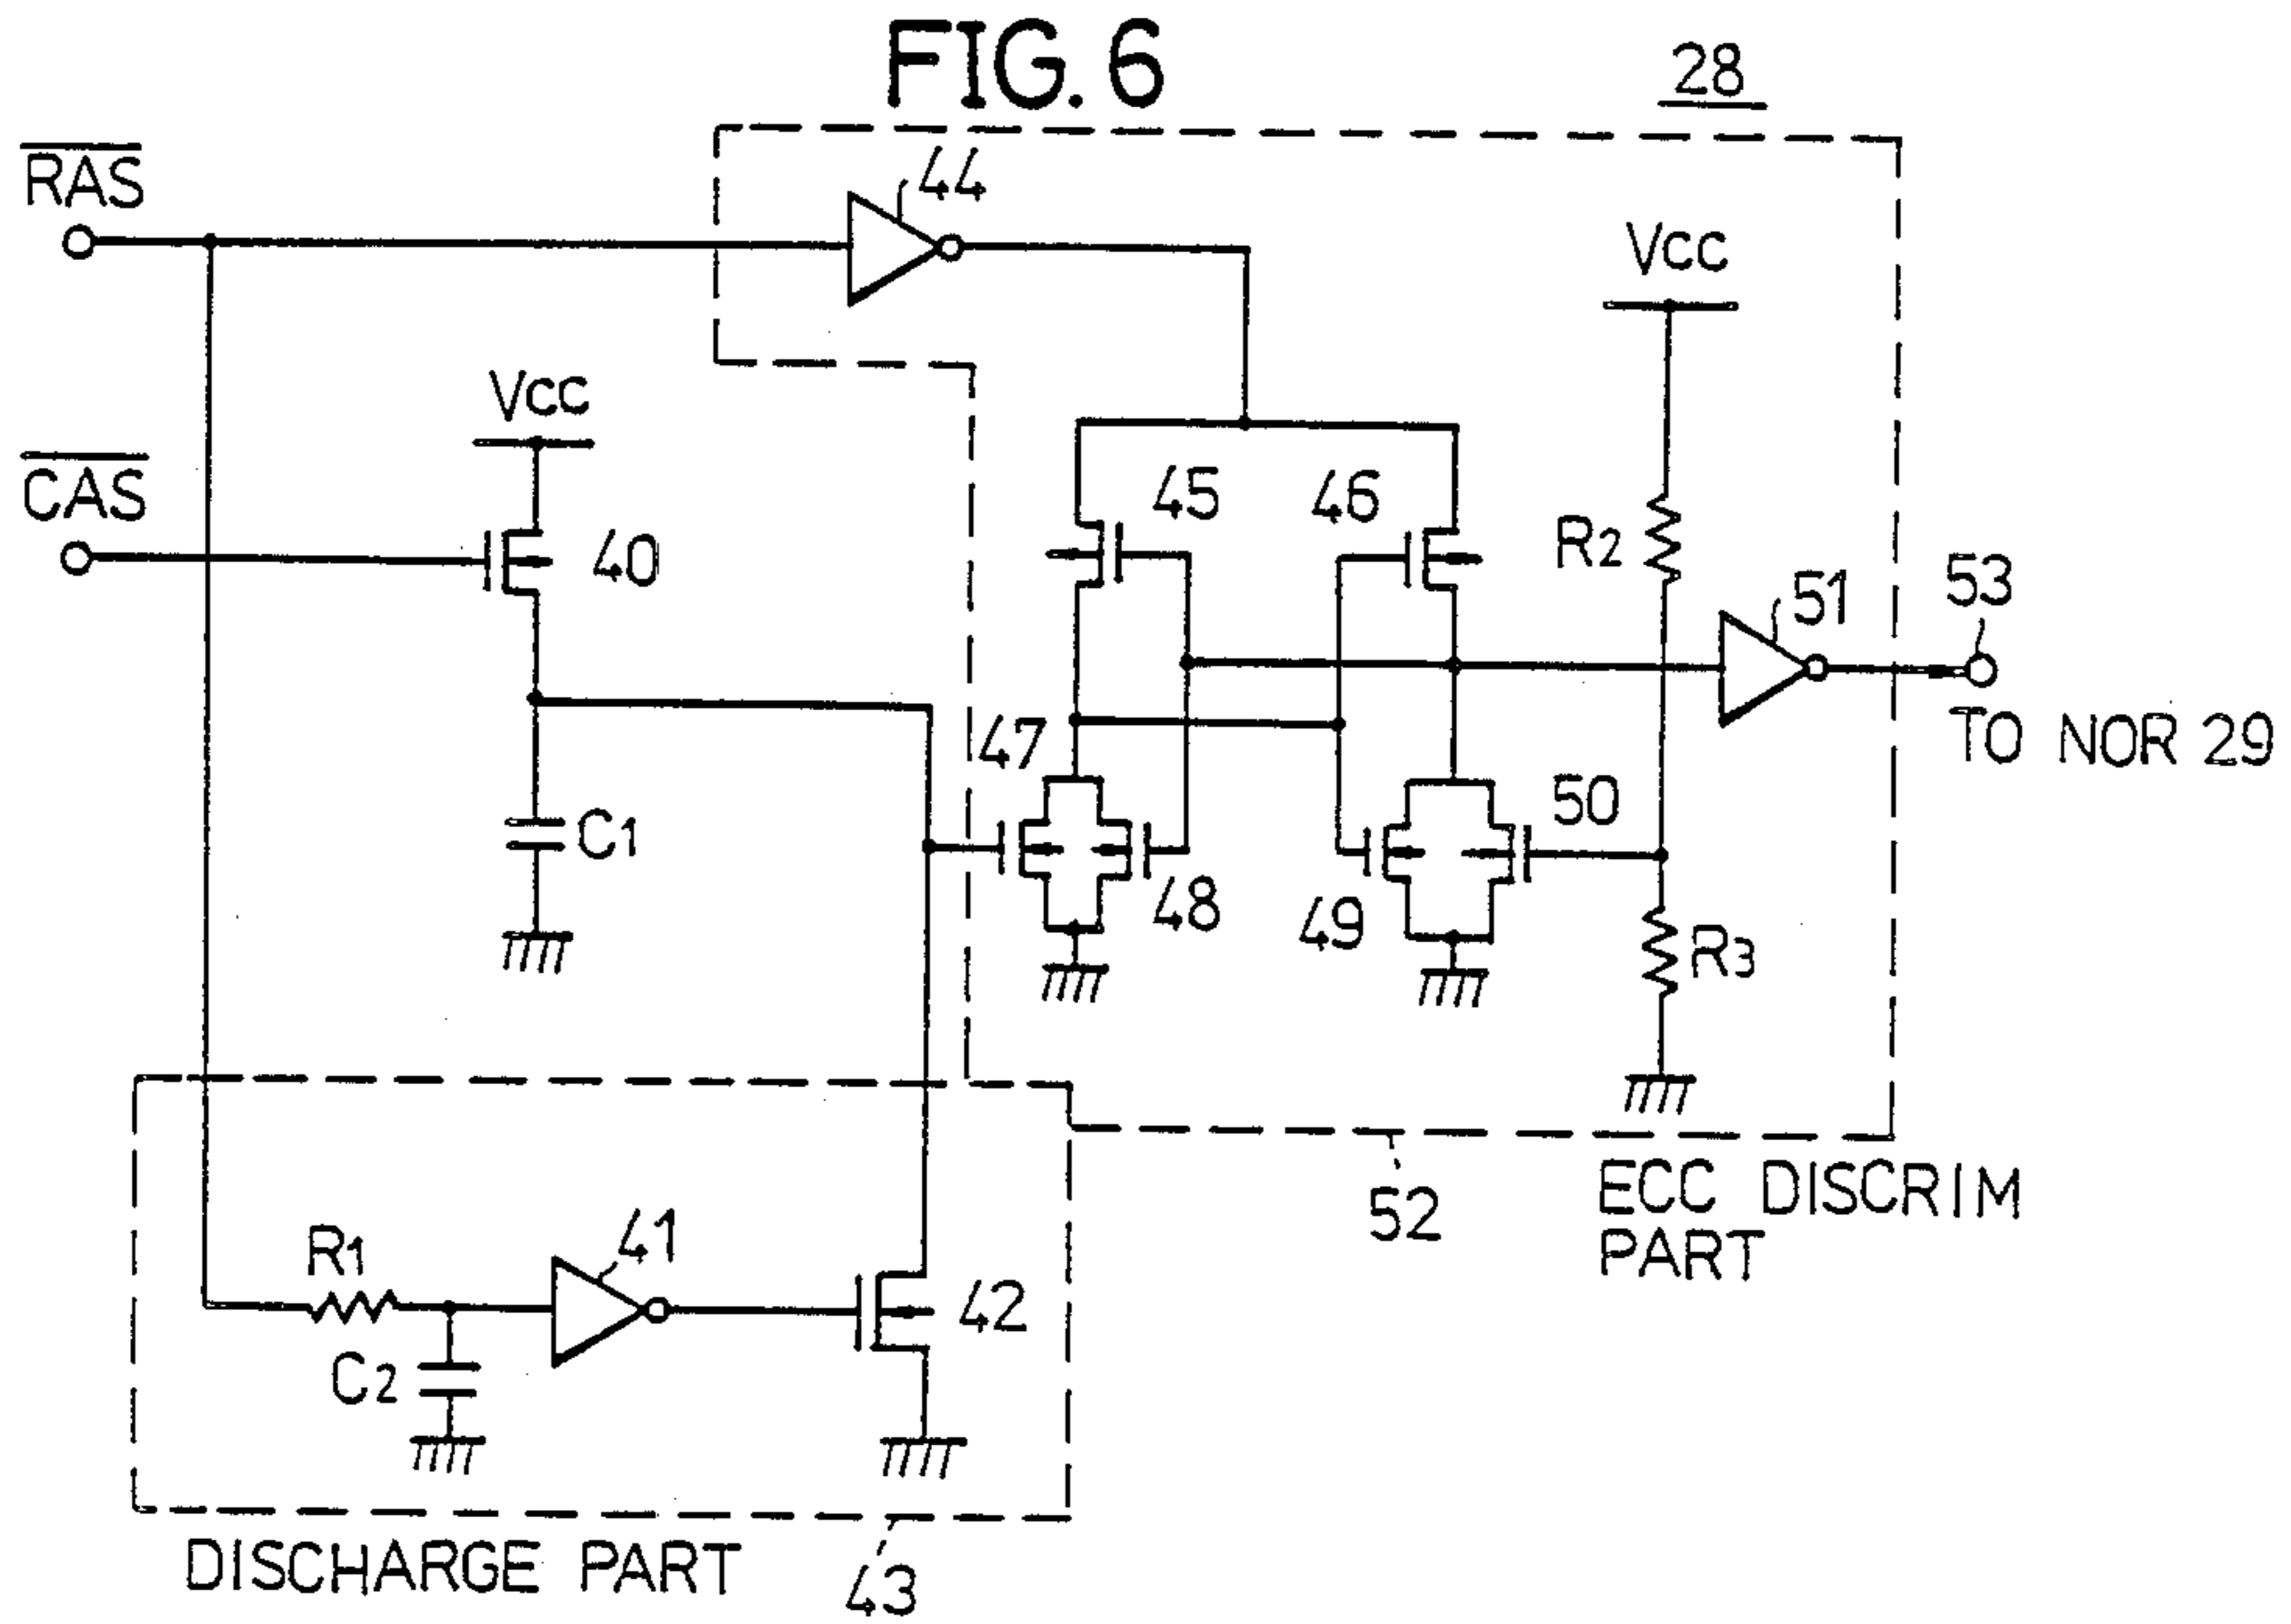 FIG. 6
28
RAS
44
Vcc
Vcc
CAS
40
45
46
R2
51
53
TO NOR 29
47
C1
50
48
49
R3
52
ECC DISCRIM
PART
R1
41
42
C2
DISCHARGE PART
43